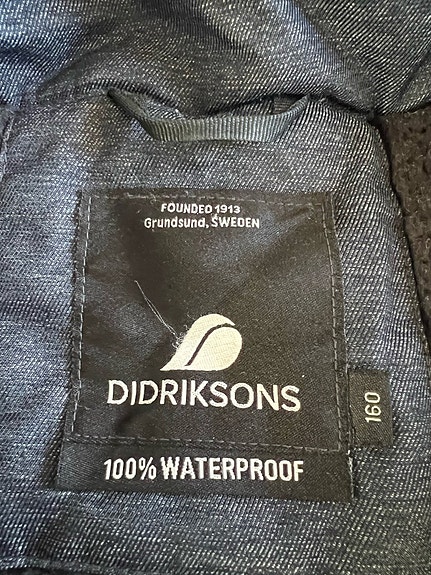 FOUNDED 1913
Grundsund, SWEDEN
DIDRIKSONS
160
100% WATERPROOF